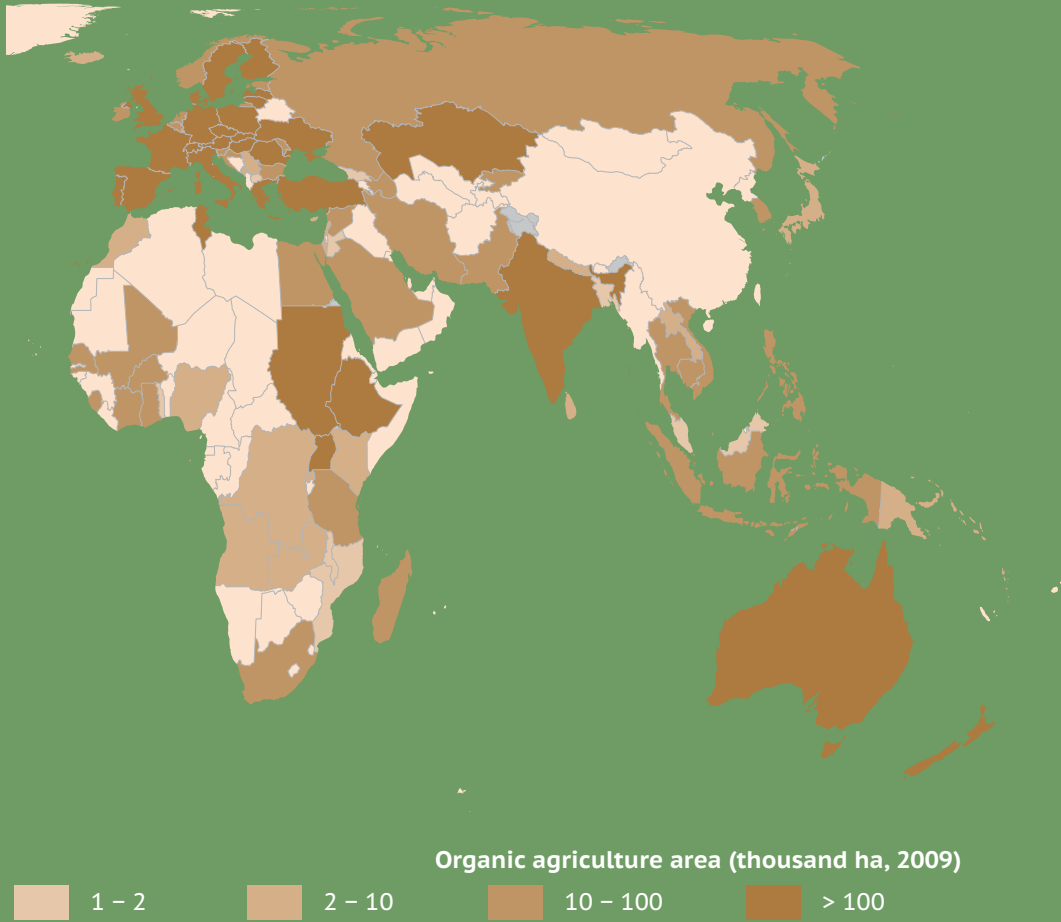 Organic agriculture area (thousand ha, 2009)
1 – 2 2 – 10 10 – 100 > 100